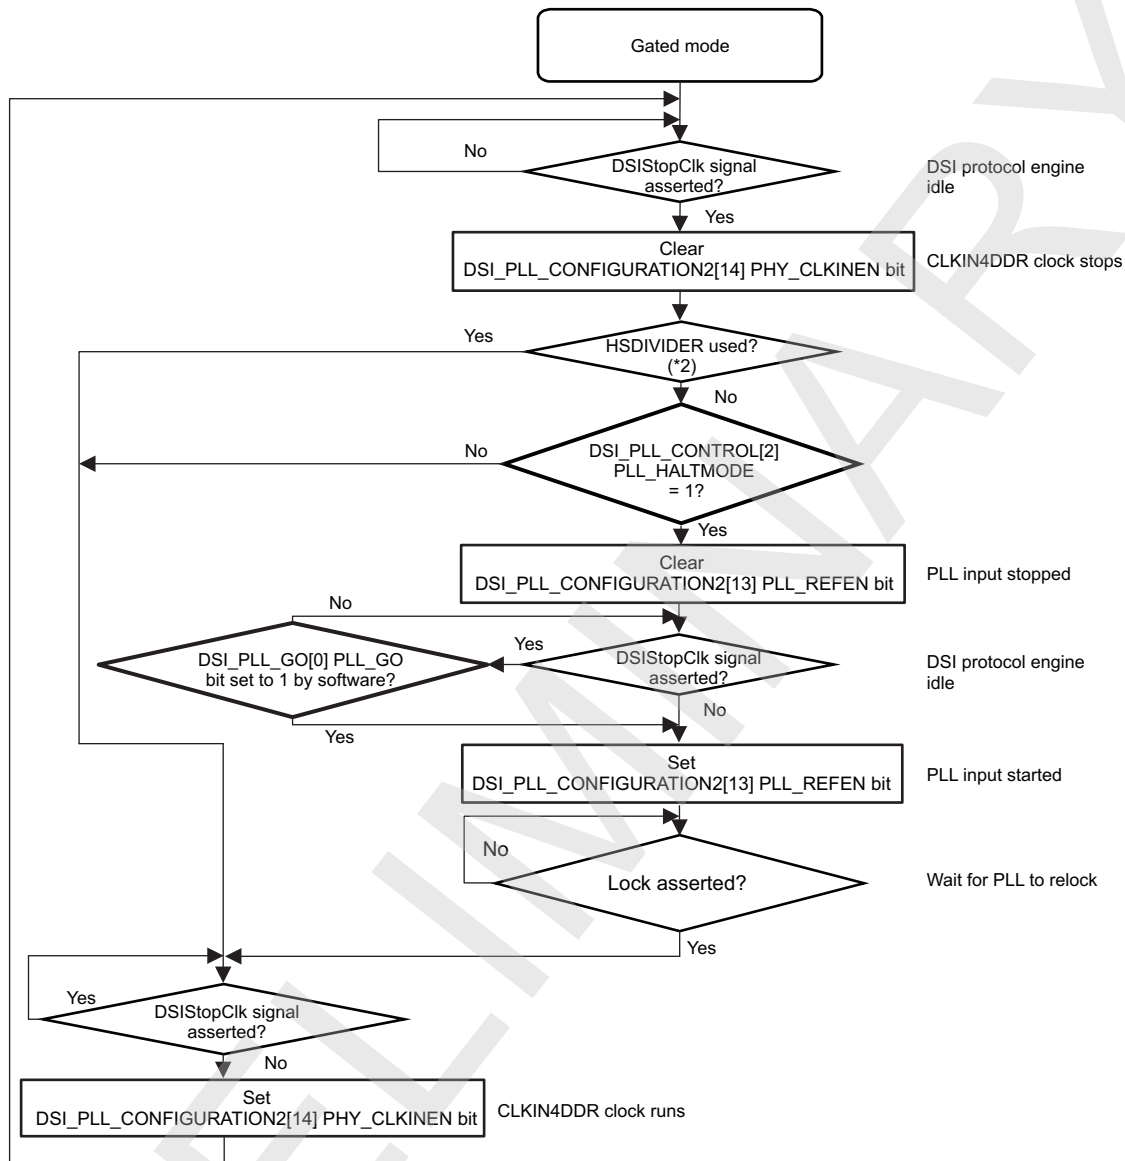 Gated mode
No
DSIStopClk signal
asserted?
DSI protocol engine
idle
Yes
Clear
DSI_PLL_CONFIGURATION2[14] PHY_CLKINEN bit
CLKIN4DDR clock stops
Yes
HSDIVIDER used?
(*2)
No
No
DSI_PLL_CONTROL[2]
PLL_HALTMODE
= 1?
Yes
Clear
DSI_PLL_CONFIGURATION2[13] PLL_REFEN bit
PLL input stopped
No
DSI_PLL_GO[0] PLL_GO
bit set to 1 by software?
Yes
DSIStopClk signal
asserted?
DSI protocol engine
idle
No
Yes
Set
DSI_PLL_CONFIGURATION2[13] PLL_REFEN bit
PLL input started
No
Lock asserted?
Wait for PLL to relock
Yes
Yes
DSIStopClk signal
asserted?
No
Set
DSI_PLL_CONFIGURATION2[14] PHY_CLKINEN bit
CLKIN4DDR clock runs
ELIMINARY